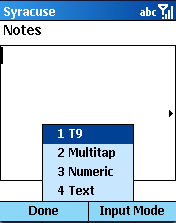 Syracuse abc
Notes
1 T9
2 Multitap
3 Numeric
4 Text
Done Input Mode